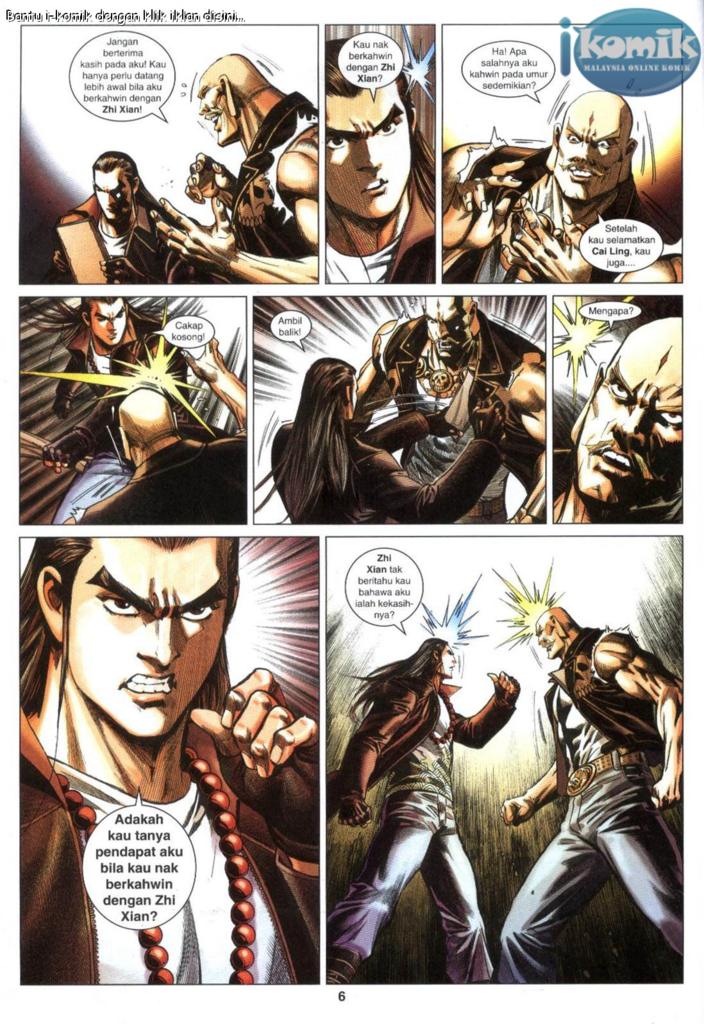 Bantu i-komik dengan klik iklan disini...
ikomik
MALAYSIA ONLINE KOMIK
Jangan
berterima
kasih pada aku! Kau
hanya perlu datang
lebih awal bila aku
berkahwin dengan
Zhi Xian!
Kau nak
berkahwin
dengan Zhi
Xian?
Ha! Apa
salahnya aku
kahwin pada umur
sedemikian?
Setelah
kau selamatkan
Cai Ling, kau
juga....
Cakap
kosong!
Ambil
balik!
Mengapa?
Adakah
kau tanya
pendapat aku
bila kau nak
berkahwin
dengan Zhi
Xian?
Zhi
Xian tak
beritahu kau
bahawa aku
ialah kekasih-
nya?
6